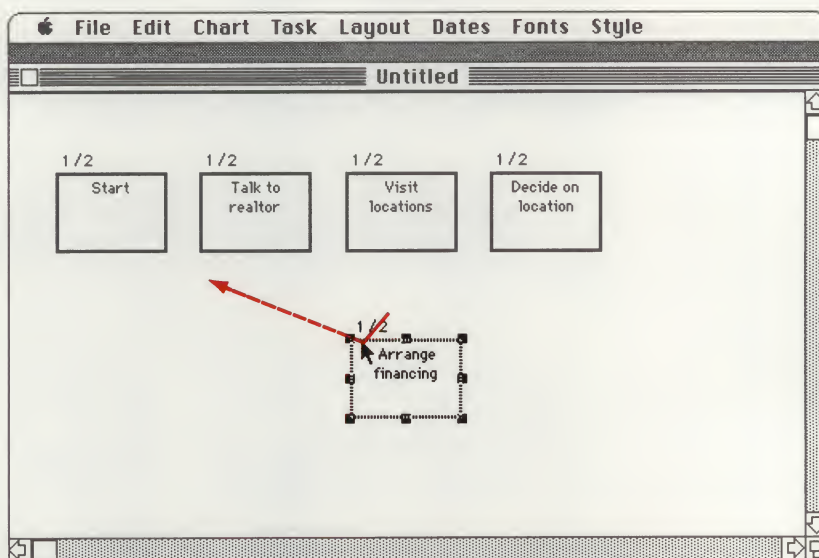 File Edit Chart Task Layout Dates Fonts Style
Untitled
1/2 1/2 1/2 1/2
Start Talk to Visit Decide on
realtor locations location
1/2
Arrange
financing